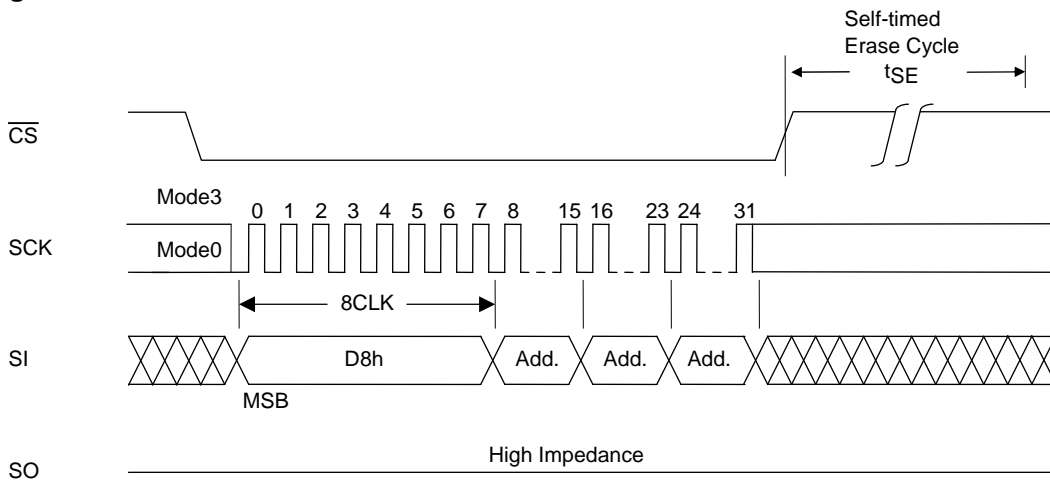 Self-timed
Erase Cycle
tSE
CS
Mode3
0 1 2 3 4 5 6 7 8 15 16 23 24 31
SCK
Mode0
8CLK
SI
D8h Add. Add. Add.
MSB
High Impedance
SO